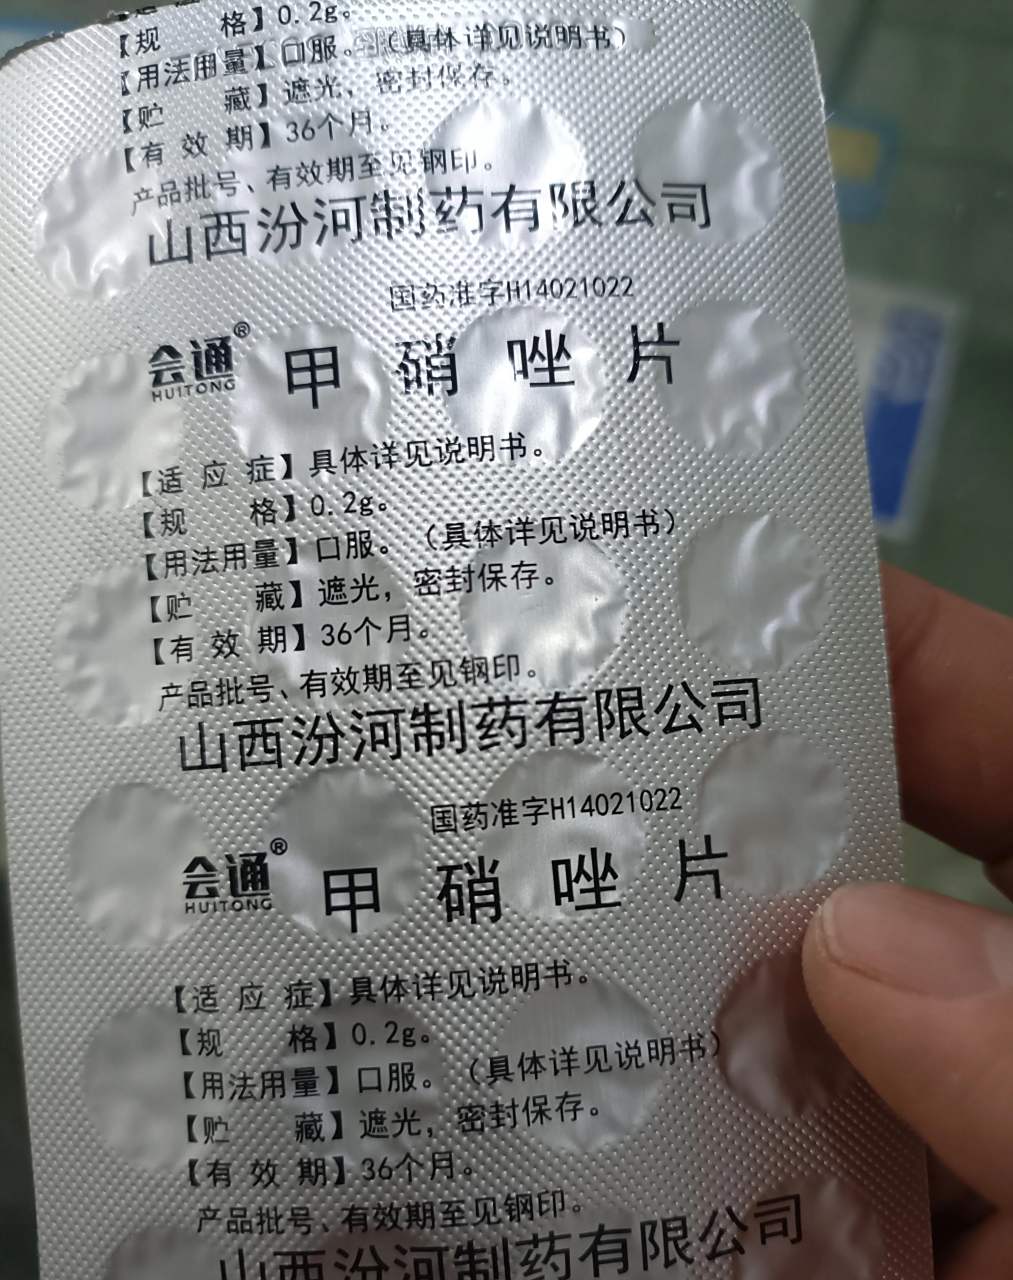 【规 格】0.2g。
【用法用量】口服。（具体详见说明书）
【贮 藏】遮光，密封保存。
【有 效 期】36个月。
产品批号、有效期至见钢印。
山西汾河制药有限公司
国药准字H14021022
会通®
HUITONG
甲 硝 唑 片
【适 应 症】具体详见说明书。
【规 格】0.2g。
【用法用量】口服。（具体详见说明书）
【贮 藏】遮光，密封保存。
【有 效 期】36个月。
产品批号、有效期至见钢印。
山西汾河制药有限公司
国药准字H14021022
会通®
HUITONG
甲 硝 唑 片
【适 应 症】具体详见说明书。
【规 格】0.2g。
【用法用量】口服。（具体详见说明书）
【贮 藏】遮光，密封保存。
【有 效 期】36个月。
产品批号、有效期至见钢印。
山西汾河制药有限公司